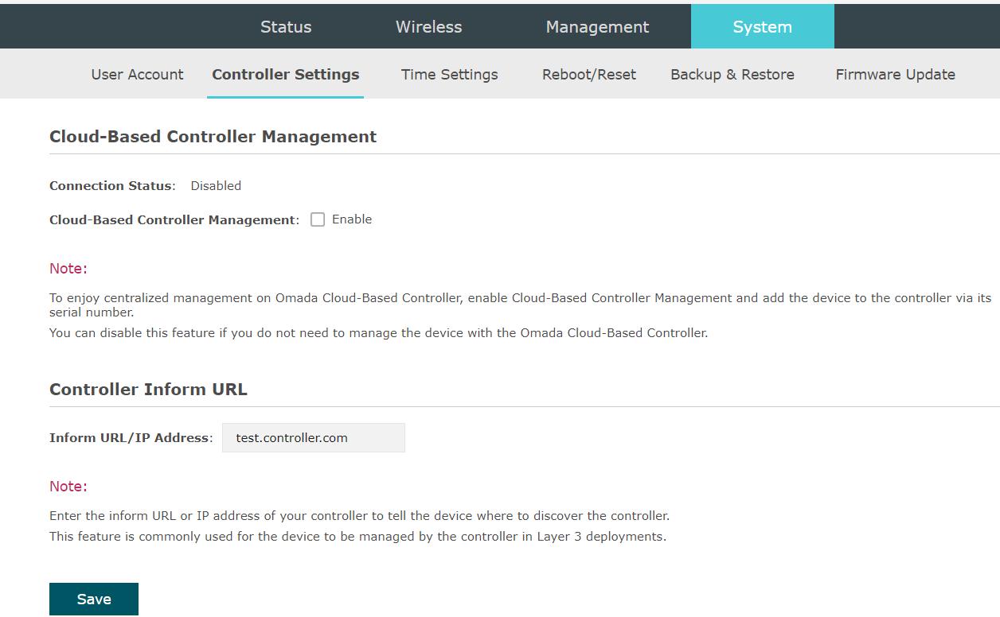 Status Wireless Management System
User Account Controller Settings Time Settings Reboot/Reset Backup & Restore Firmware Update
Cloud-Based Controller Management
Connection Status: Disabled
Cloud-Based Controller Management: Enable
Note:
To enjoy centralized management on Omada Cloud-Based Controller, enable Cloud-Based Controller Management and add the device to the controller via its
serial number.
You can disable this feature if you do not need to manage the device with the Omada Cloud-Based Controller.
Controller Inform URL
Inform URL/IP Address: test.controller.com
Note:
Enter the inform URL or IP address of your controller to tell the device where to discover the controller.
This feature is commonly used for the device to be managed by the controller in Layer 3 deployments.
Save